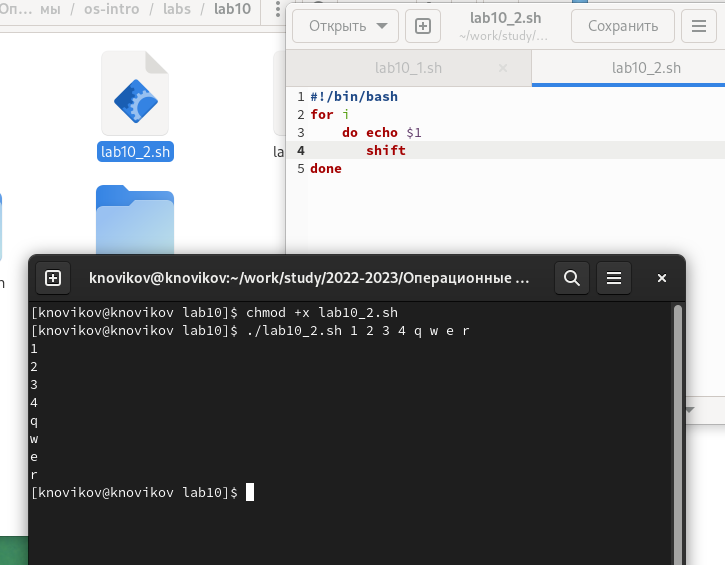 Оп… мы / os-intro / labs / lab10
lab10_2.sh
la
Открыть
lab10_2.sh
~/work/study/…
Сохранить
lab10_1.sh
lab10_2.sh
1 #!/bin/bash
2 for i
3     do echo $1
4        shift
5 done
knovikov@knovikov:~/work/study/2022-2023/Операционные …
[knovikov@knovikov lab10]$ chmod +x lab10_2.sh
[knovikov@knovikov lab10]$ ./lab10_2.sh 1 2 3 4 q w e r
1
2
3
4
q
w
e
r
[knovikov@knovikov lab10]$